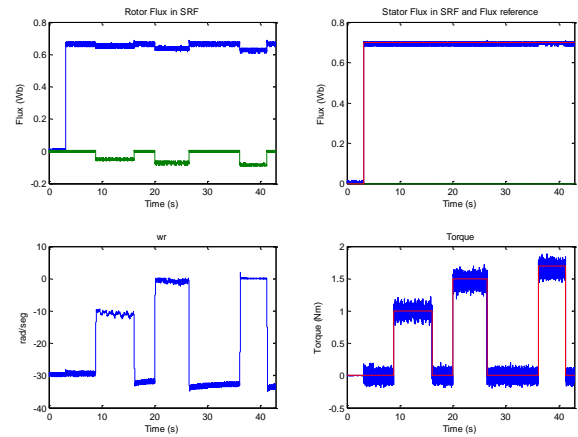 Rotor Flux in SRF
0.8
0.6
0.4
0.2
0
-0.2
0 10 20 30 40
Flux (Wb)
Time (s)
Stator Flux in SRF and Flux reference
0.8
0.6
0.4
0.2
0
0 10 20 30 40
Flux (Wb)
Time (s)
wr
10
0
-10
-20
-30
-40
0 10 20 30 40
rad/seg
Time (s)
Torque
2
1.5
1
0.5
0
-0.5
0 10 20 30 40
Torque (Nm)
Time (s)